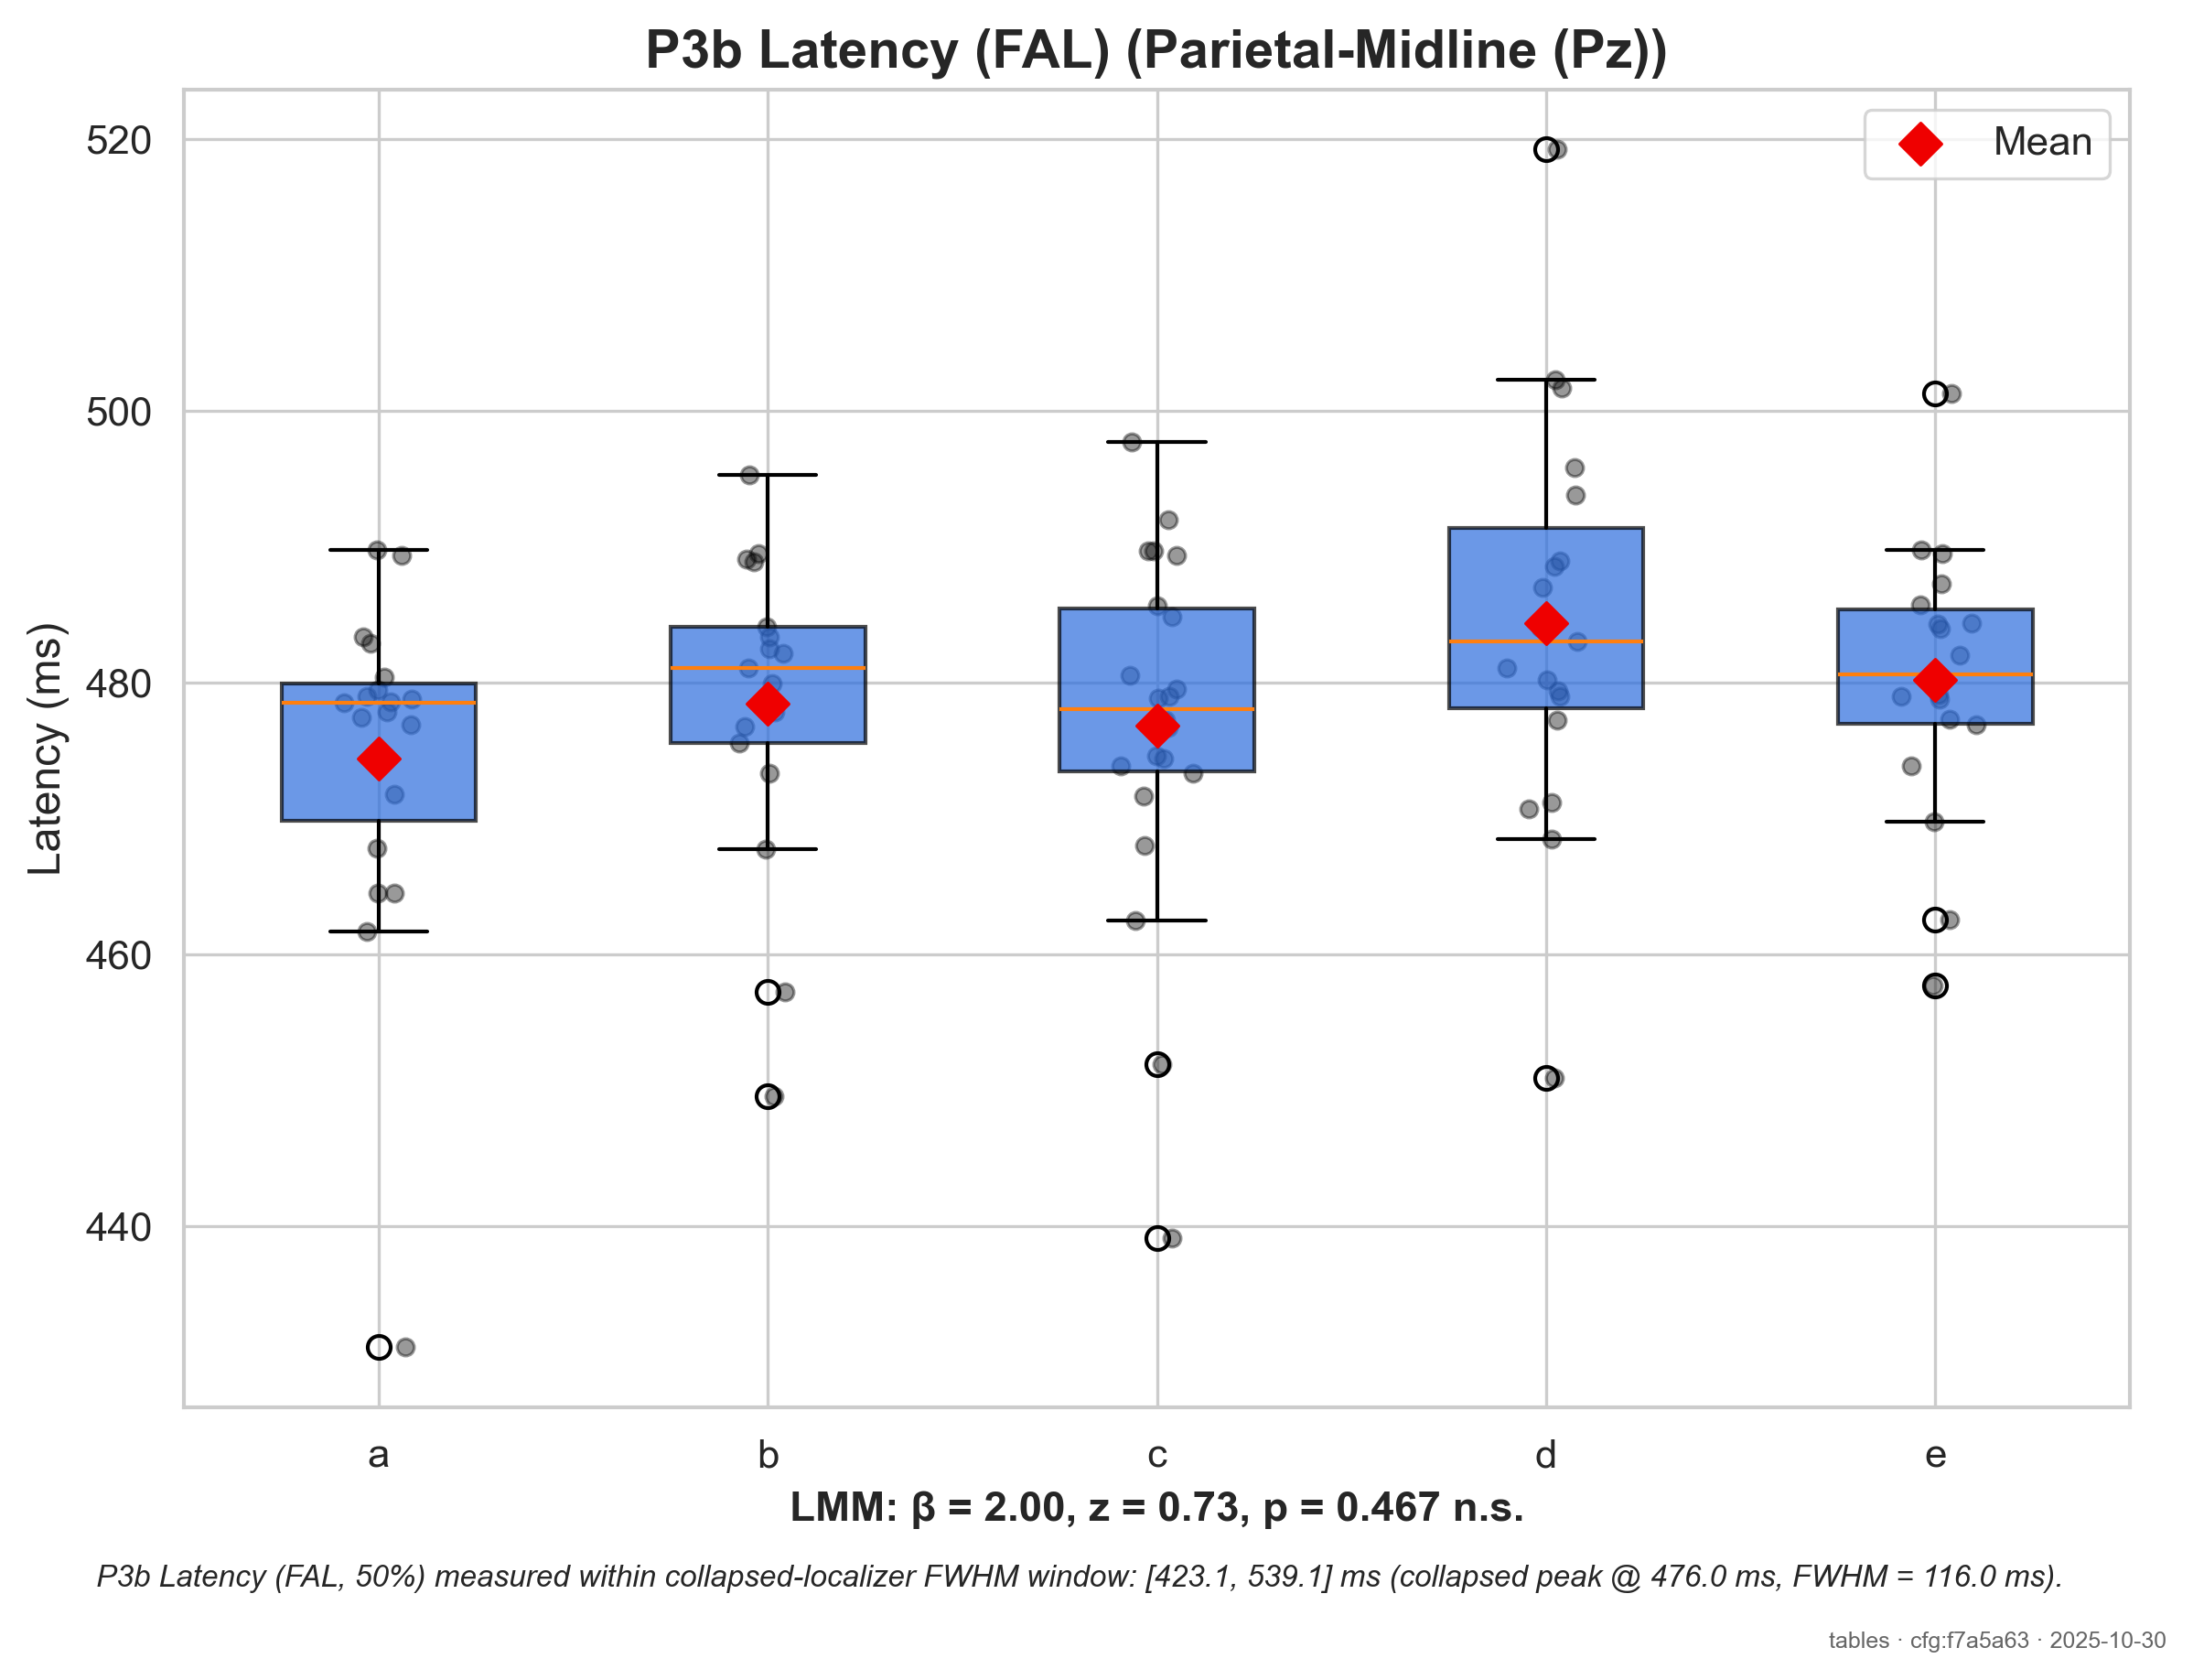 P3b Latency (FAL) (Parietal-Midline (Pz))
Mean
Latency (ms)
520
500
480
460
440
a b c d e
LMM: β = 2.00, z = 0.73, p = 0.467 n.s.
P3b Latency (FAL, 50%) measured within collapsed-localizer FWHM window: [423.1, 539.1] ms (collapsed peak @ 476.0 ms, FWHM = 116.0 ms).
tables · cfg:f7a5a63 · 2025-10-30